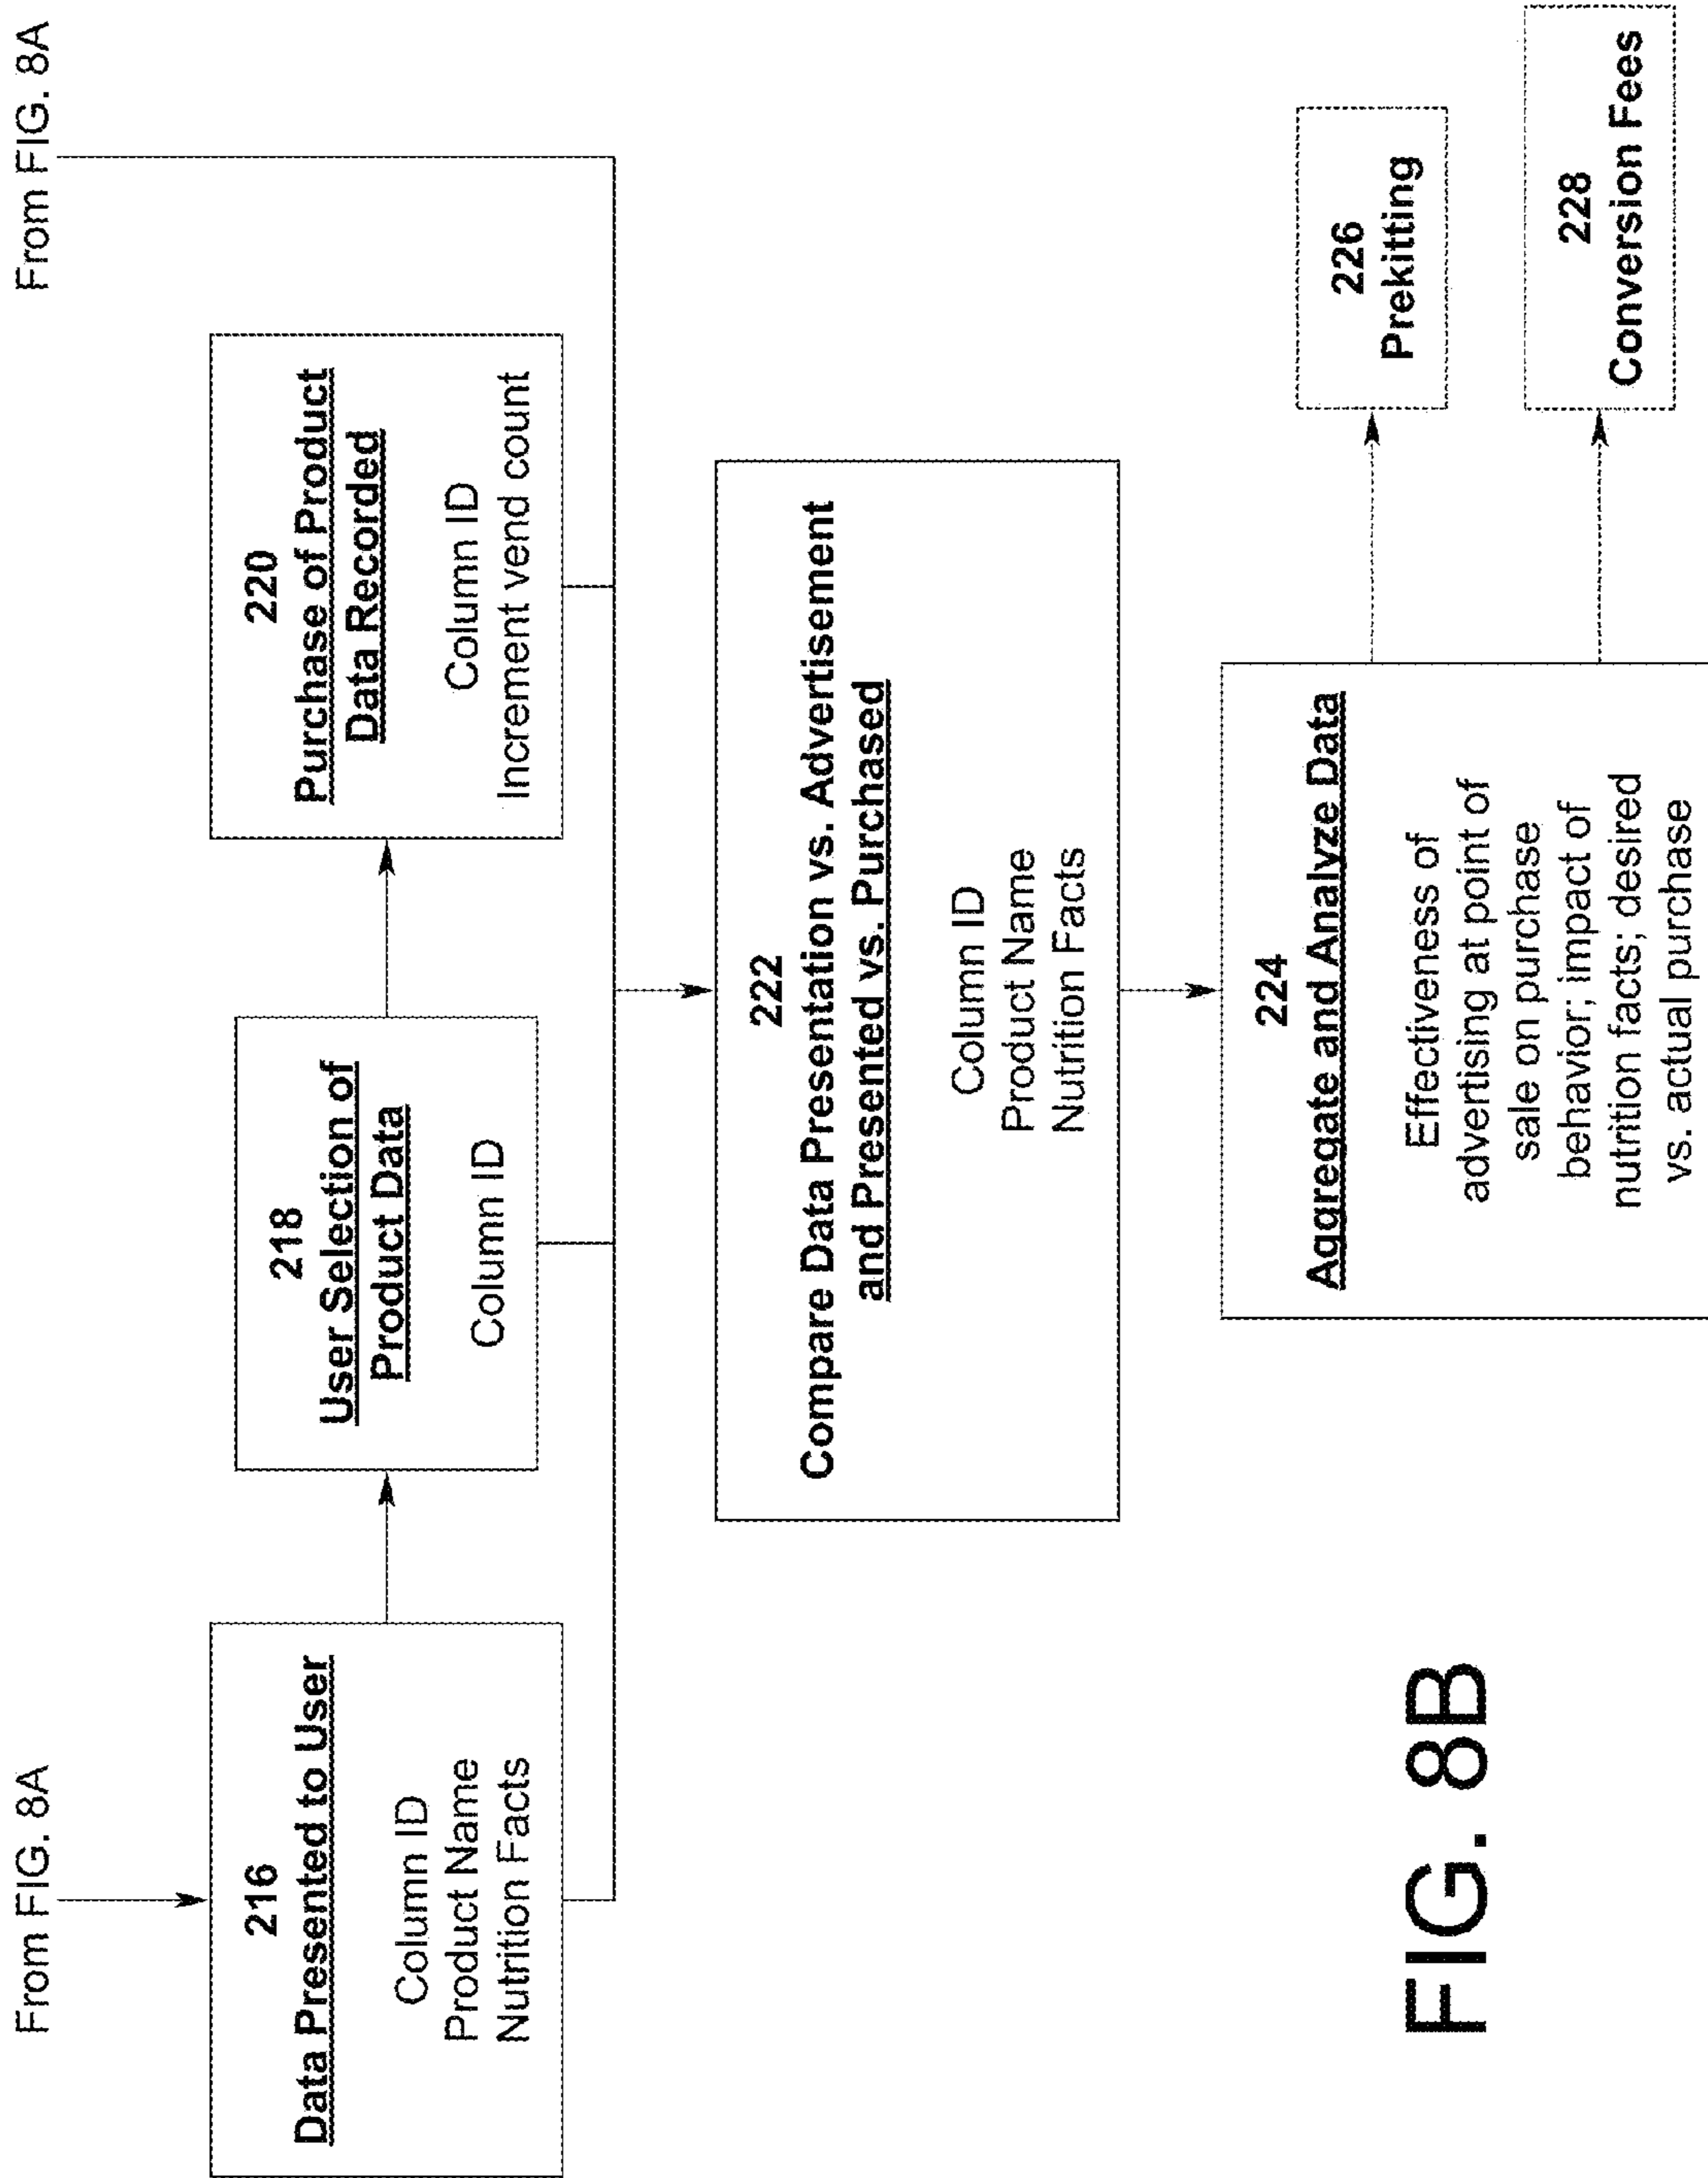 From FIG. 8A
From FIG. 8A
216
Data Presented to User
Column ID
Product Name
Nutrition Facts
218
User Selection of
Product Data
Column ID
220
Purchase of Product
Data Recorded
Column ID
Increment vend count
222
Compare Data Presentation vs. Advertisement
and Presented vs. Purchased
Column ID
Product Name
Nutrition Facts
224
Aggregate and Analyze Data
Effectiveness of
advertising at point of
sale on purchase
behavior; impact of
nutrition facts; desired
vs. actual purchase
226
Prekitting
228
Conversion Fees
FIG. 8B